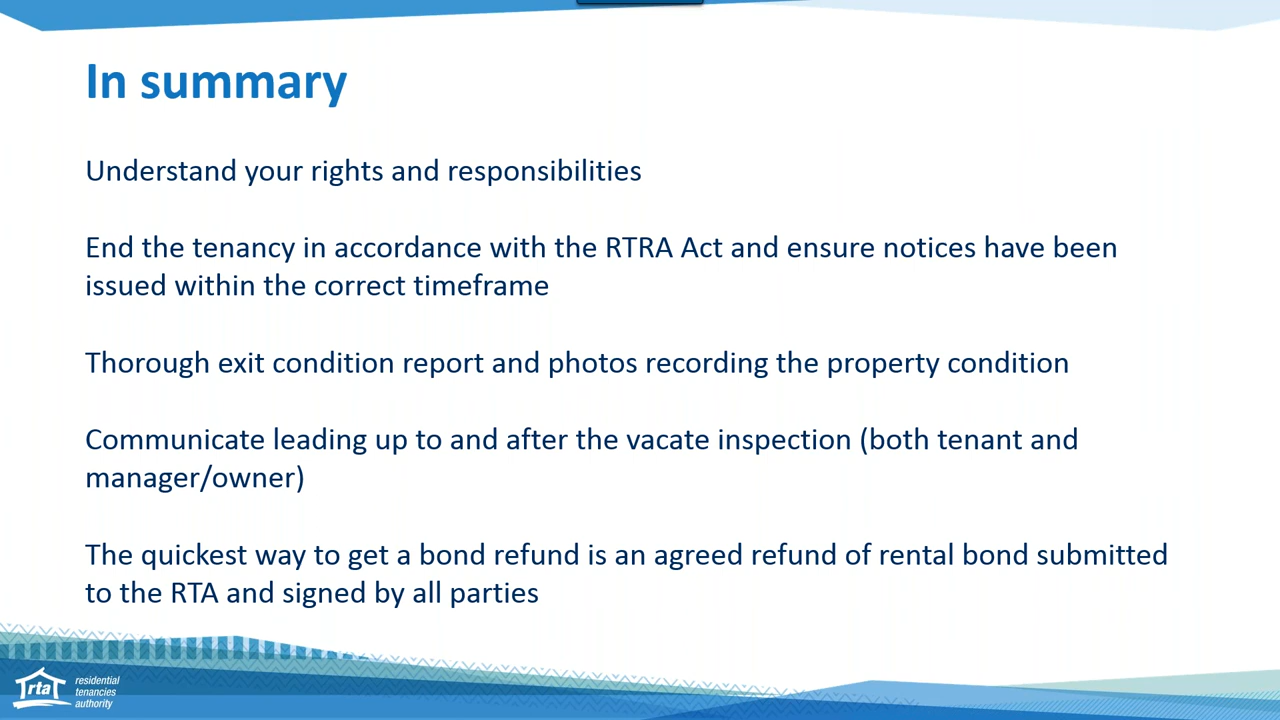 In summary
Understand your rights and responsibilities
End the tenancy in accordance with the RTRA Act and ensure notices have been
issued within the correct timeframe
Thorough exit condition report and photos recording the property condition
Communicate leading up to and after the vacate inspection (both tenant and
manager/owner)
The quickest way to get a bond refund is an agreed refund of rental bond submitted
to the RTA and signed by all parties
rta
residential
tenancies
authority